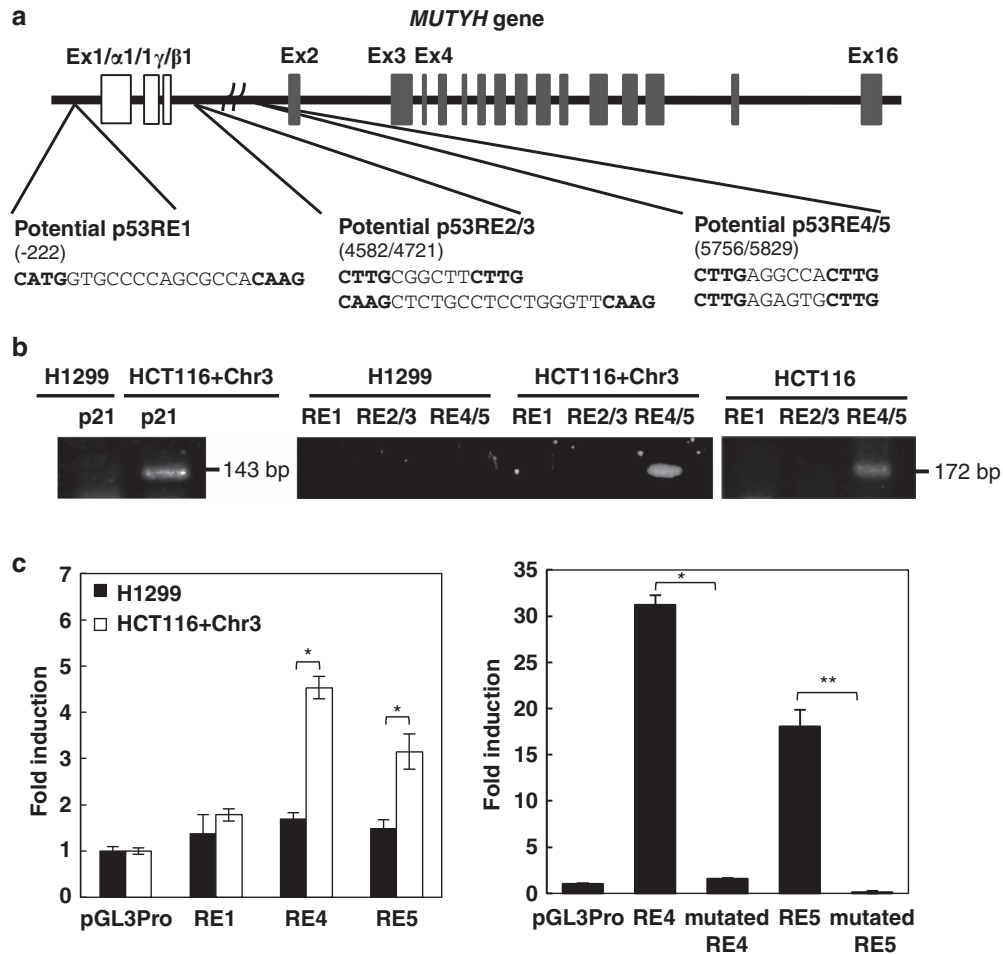 a
MUTYH gene
Ex1/α1/1γ/β1
Ex2
Ex3
Ex4
Ex16
Potential p53RE1
(-222)
CATGGTGCCCCAGCGCCACAAG
Potential p53RE2/3
(4582/4721)
CTTGCGGCTTCTTG
CAAGCTCTGCCTCCTGGGTTCAAG
Potential p53RE4/5
(5756/5829)
CTTGAGGCCACTTG
CTTGAGAGTGCTTG
b
H1299 HCT116+Chr3
p21 p21
143 bp
H1299 HCT116+Chr3
RE1 RE2/3 RE4/5 RE1 RE2/3 RE4/5
HCT116
RE1 RE2/3 RE4/5
172 bp
c
Fold induction
7
6
5
4
3
2
1
0
H1299
HCT116+Chr3
*
*
pGL3Pro RE1 RE4 RE5
Fold induction
35
30
25
20
15
10
5
0
*
**
pGL3Pro RE4 mutated RE5 mutated
RE4 RE5